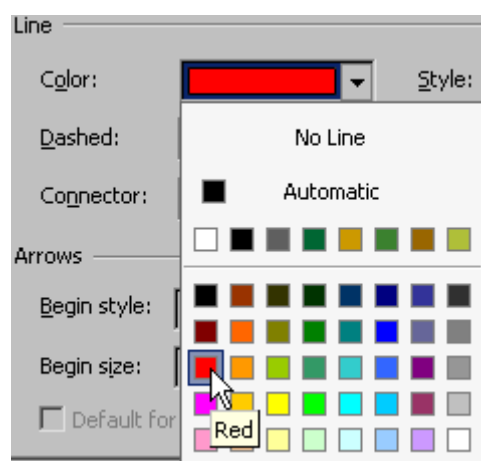 Line
Color:
Style:
Dashed:
No Line
Connector:
Automatic
Arrows
Begin style:
Begin size:
Default for
Red